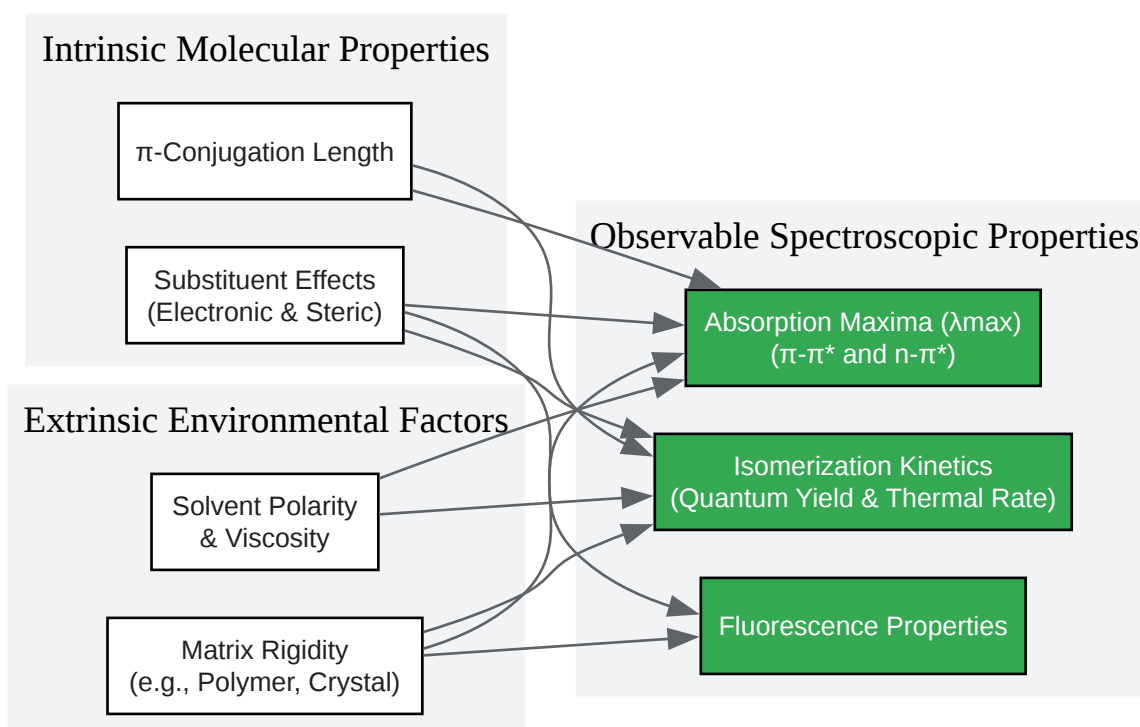 Intrinsic Molecular Properties
π-Conjugation Length
Substituent Effects
(Electronic & Steric)
Extrinsic Environmental Factors
Solvent Polarity
& Viscosity
Matrix Rigidity
(e.g., Polymer, Crystal)
Observable Spectroscopic Properties
Absorption Maxima (λmax)
(π-π* and n-π*)
Isomerization Kinetics
(Quantum Yield & Thermal Rate)
Fluorescence Properties